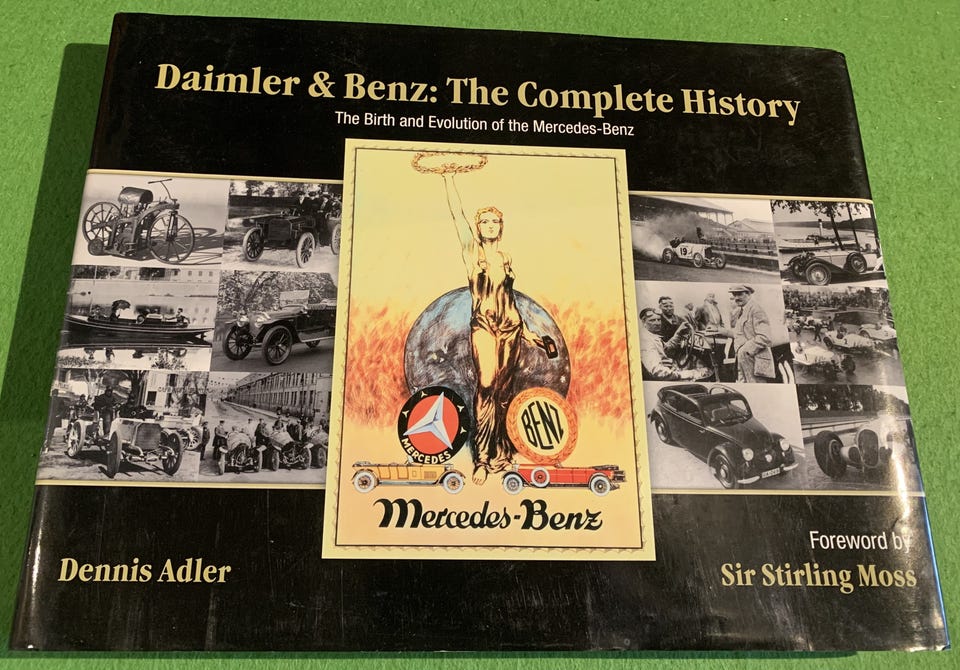 Daimler & Benz: The Complete History
The Birth and Evolution of the Mercedes-Benz
19
MERCEDES
BENZ
Mercedes-Benz
Foreword by
Dennis Adler
Sir Stirling Moss